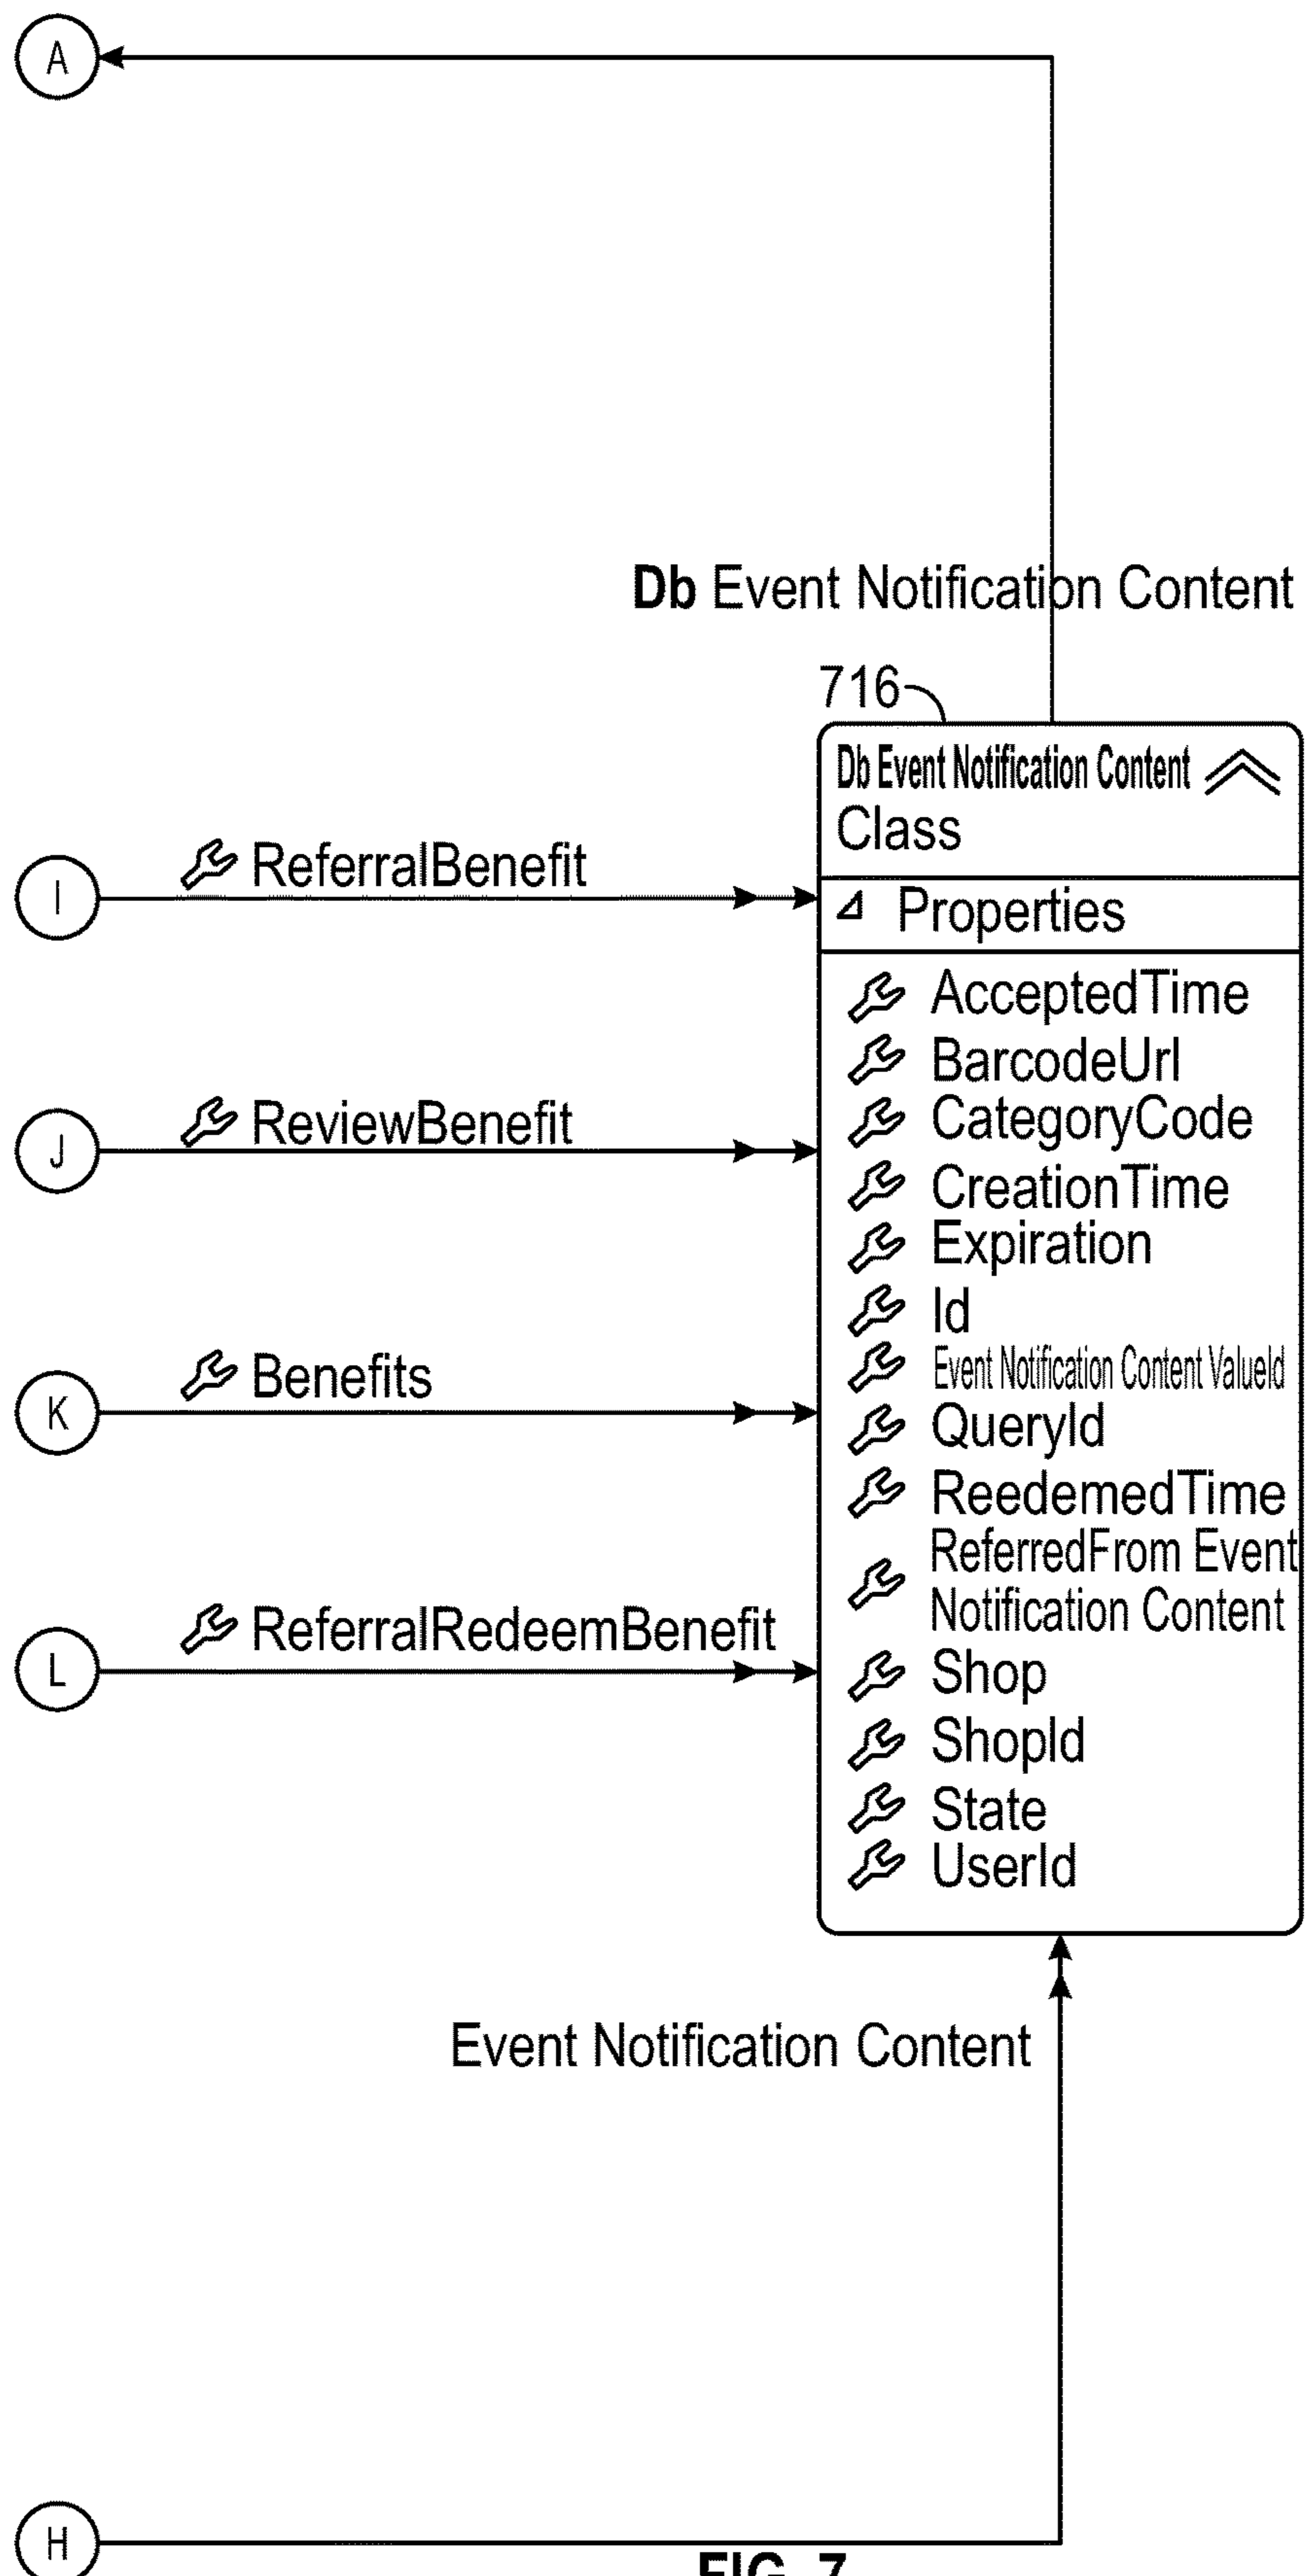 A
Db Event Notification Content
716
Db Event Notification Content
Class
I
ReferralBenefit
Properties
AcceptedTime
BarcodeUrl
J
ReviewBenefit
CategoryCode
CreationTime
Expiration
Id
K
Benefits
Event Notification Content ValueId
QueryId
ReedemedTime
ReferredFrom Event
Notification Content
L
ReferralRedeemBenefit
Shop
ShopId
State
UserId
Event Notification Content
H
FIG. 7